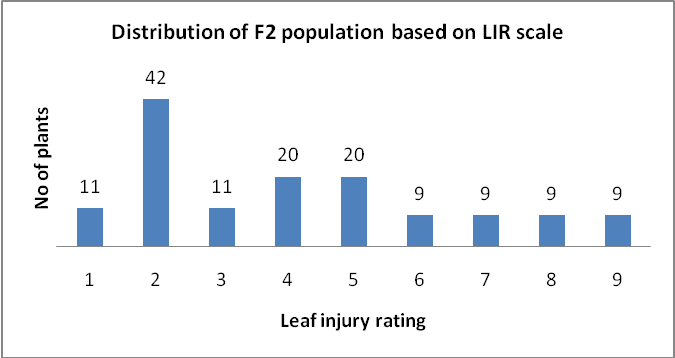 Distribution of F2 population based on LIR scale
No of plants
11 42 11 20 20 9 9 9 9
1 2 3 4 5 6 7 8 9
Leaf injury rating